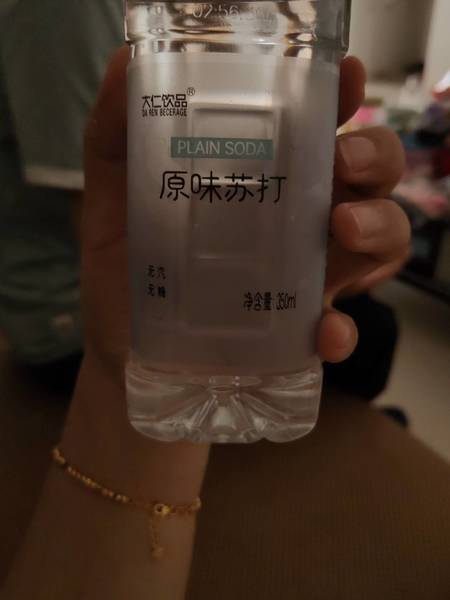 大仁饮品®
DA REN BECERAGE
PLAIN SODA
原味苏打
无汽
无糖
净含量: 350ml